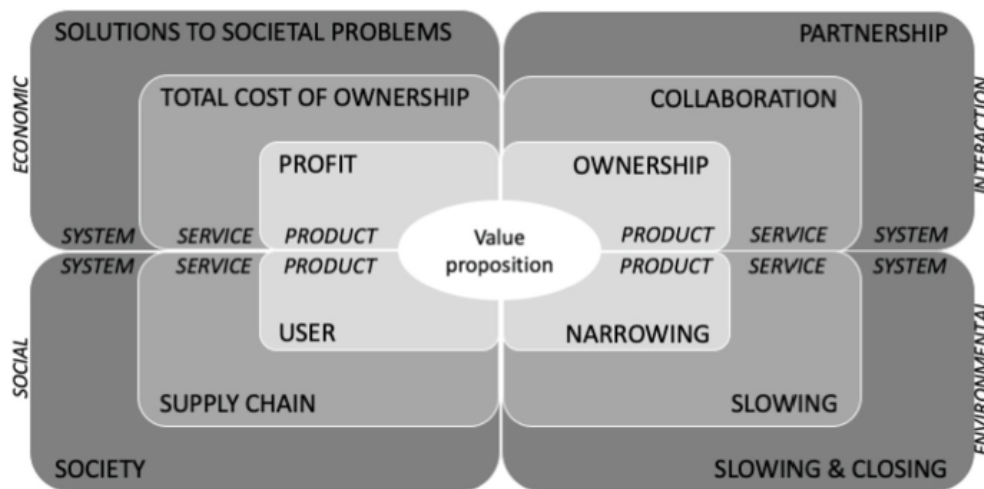 SOLUTIONS TO SOCIETAL PROBLEMS
PARTNERSHIP
TOTAL COST OF OWNERSHIP
COLLABORATION
ECONOMIC
INTERACTION
PROFIT
OWNERSHIP
SYSTEM SERVICE PRODUCT
PRODUCT SERVICE SYSTEM
Value
proposition
SYSTEM SERVICE PRODUCT
PRODUCT SERVICE SYSTEM
USER
NARROWING
SOCIAL
ENVIRONMENTAL
SUPPLY CHAIN
SLOWING
SOCIETY
SLOWING & CLOSING